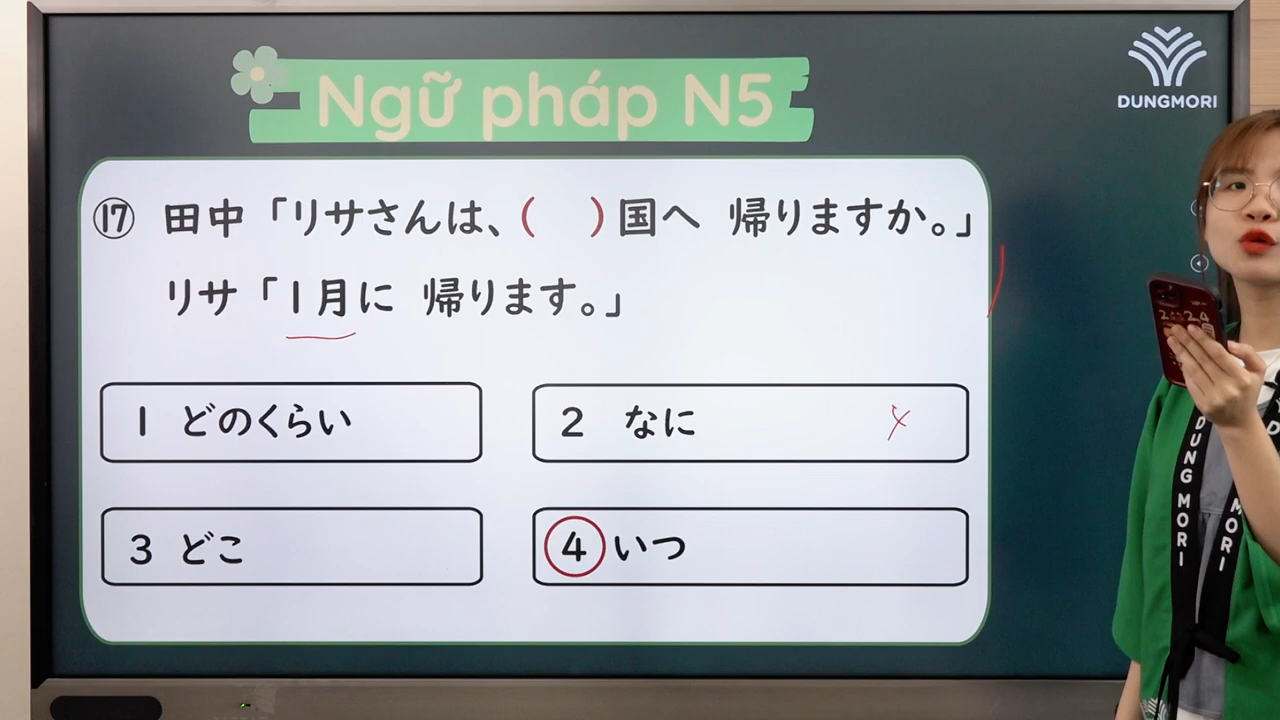 Ngữ pháp N5
DUNGMORI
⑰ 田中「リサさんは、(　)国へ 帰りますか。」
リサ「1月に 帰ります。」
1 どのくらい
2 なに
3 どこ
4 いつ
DUNG MORI
MORI